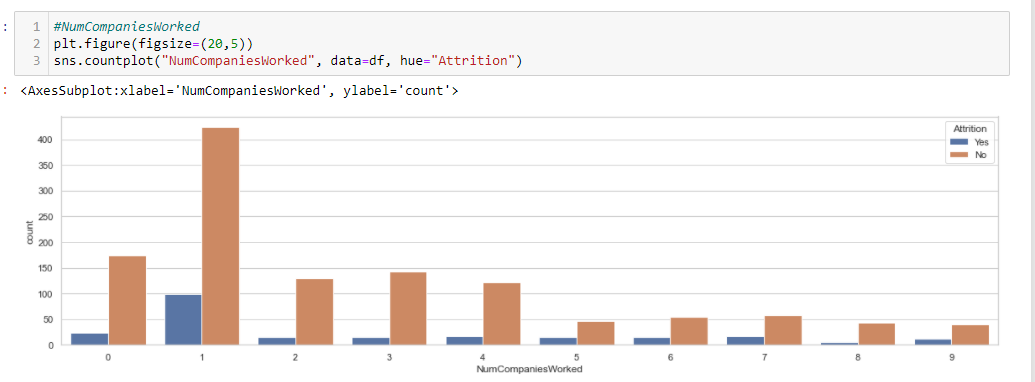 : 1 #NumCompaniesWorked
2 plt.figure(figsize=(20,5))
3 sns.countplot("NumCompaniesWorked", data=df, hue="Attrition")
: <AxesSubplot:xlabel='NumCompaniesWorked', ylabel='count'>
Attrition
Yes
No
400
350
300
250
200
150
100
50
0
count
0 1 2 3 4 5 6 7 8 9
NumCompaniesWorked